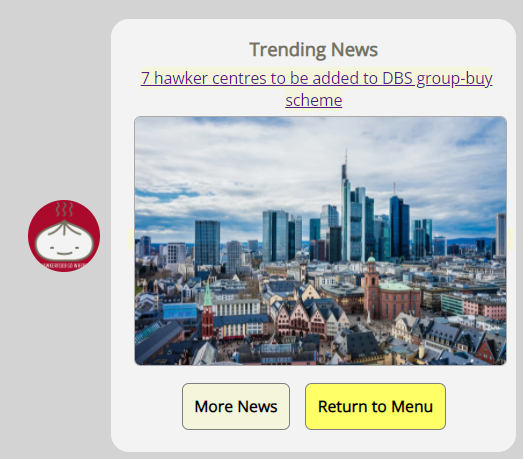 Trending News
7 hawker centres to be added to DBS group-buy
scheme
More News
Return to Menu